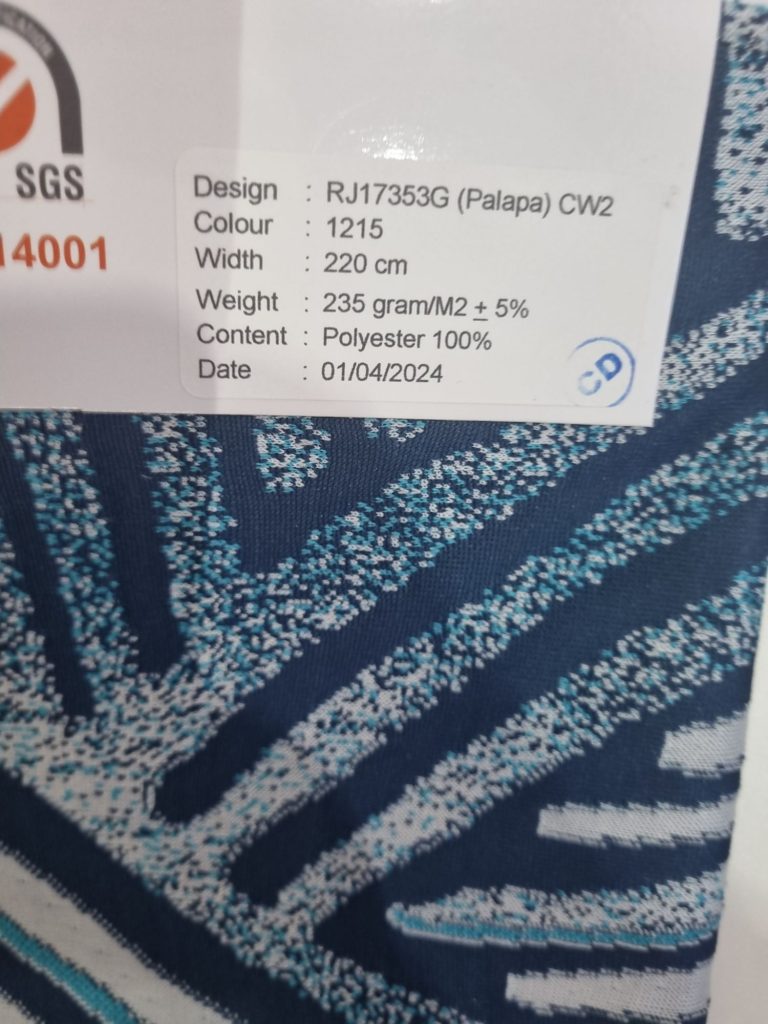 SGS
14001
Design : RJ17353G (Palapa) CW2
Colour : 1215
Width : 220 cm
Weight : 235 gram/M2 ± 5%
Content : Polyester 100%
Date : 01/04/2024
CD